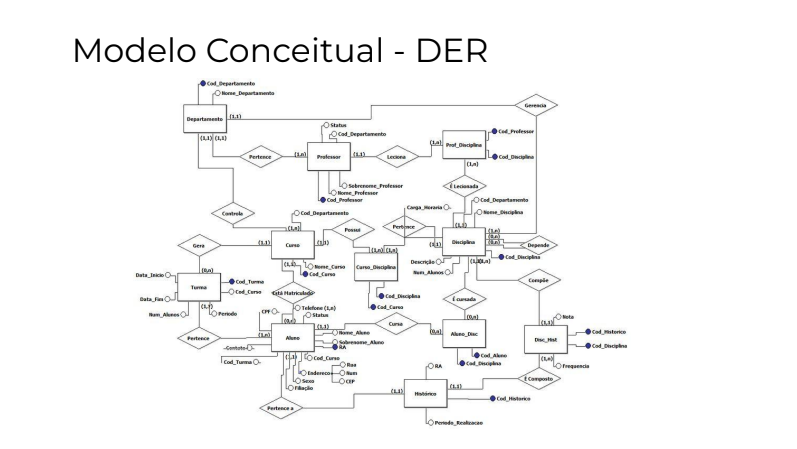 Modelo Conceitual - DER
Cod_Departamento
Nome_Departamento
Departamento
(1,1)
Gerencia
(1,1) (1,1)
Status
Cod_Departamento
Pertence
(1,n)
Professor
(1,1)
Leciona
(1,n)
Prof_Disciplina
Cod_Professor
Cod_Disciplina
(1,n)
Sobrenome_Professor
Nome_Professor
Cod_Professor
É Lecionada
Carga_Horaria
Cod_Departamento
Nome_Disciplina
Controla
Cod_Departamento
(1,n)
Possui
Pertence
(1,1)
(1,n)
(0,n)
(0,n)
Gera
(1,1)
Curso
(1,1)
(1,n) (1,n)
(1,1)
Disciplina
Depende
Cod_Disciplina
(1,1)
Nome_Curso
Cod_Curso
Curso_Disciplina
Descrição
Num_Alunos
(0,n)
Data_Inicio
Turma
Cod_Turma
Cod_Curso
Está Matriculado
Cod_Disciplina
Cod_Curso
É cursada
Compõe
Data_Fim
Num_Alunos
Periodo
CPF
Telefone (1,n)
Status
(0,n)
Aluno
(1,1)
Cursa
(0,n)
(0,n)
Aluno_Disc
Nota
(1,1)
Disc_Hist
Cod_Historico
Cod_Disciplina
Pertence
(1,n)
Nome_Aluno
Sobrenome_Aluno
RA
Contato
Cod_Turma
(1,1)
Cod_Curso
Endereco
Rua
Num
CEP
Sexo
Filiação
Cod_Aluno
Cod_Disciplina
(1,n)
Frequencia
RA
É Composto
(1,1)
Histórico
(1,1)
Cod_Historico
Pertence a
Periodo_Realizacao